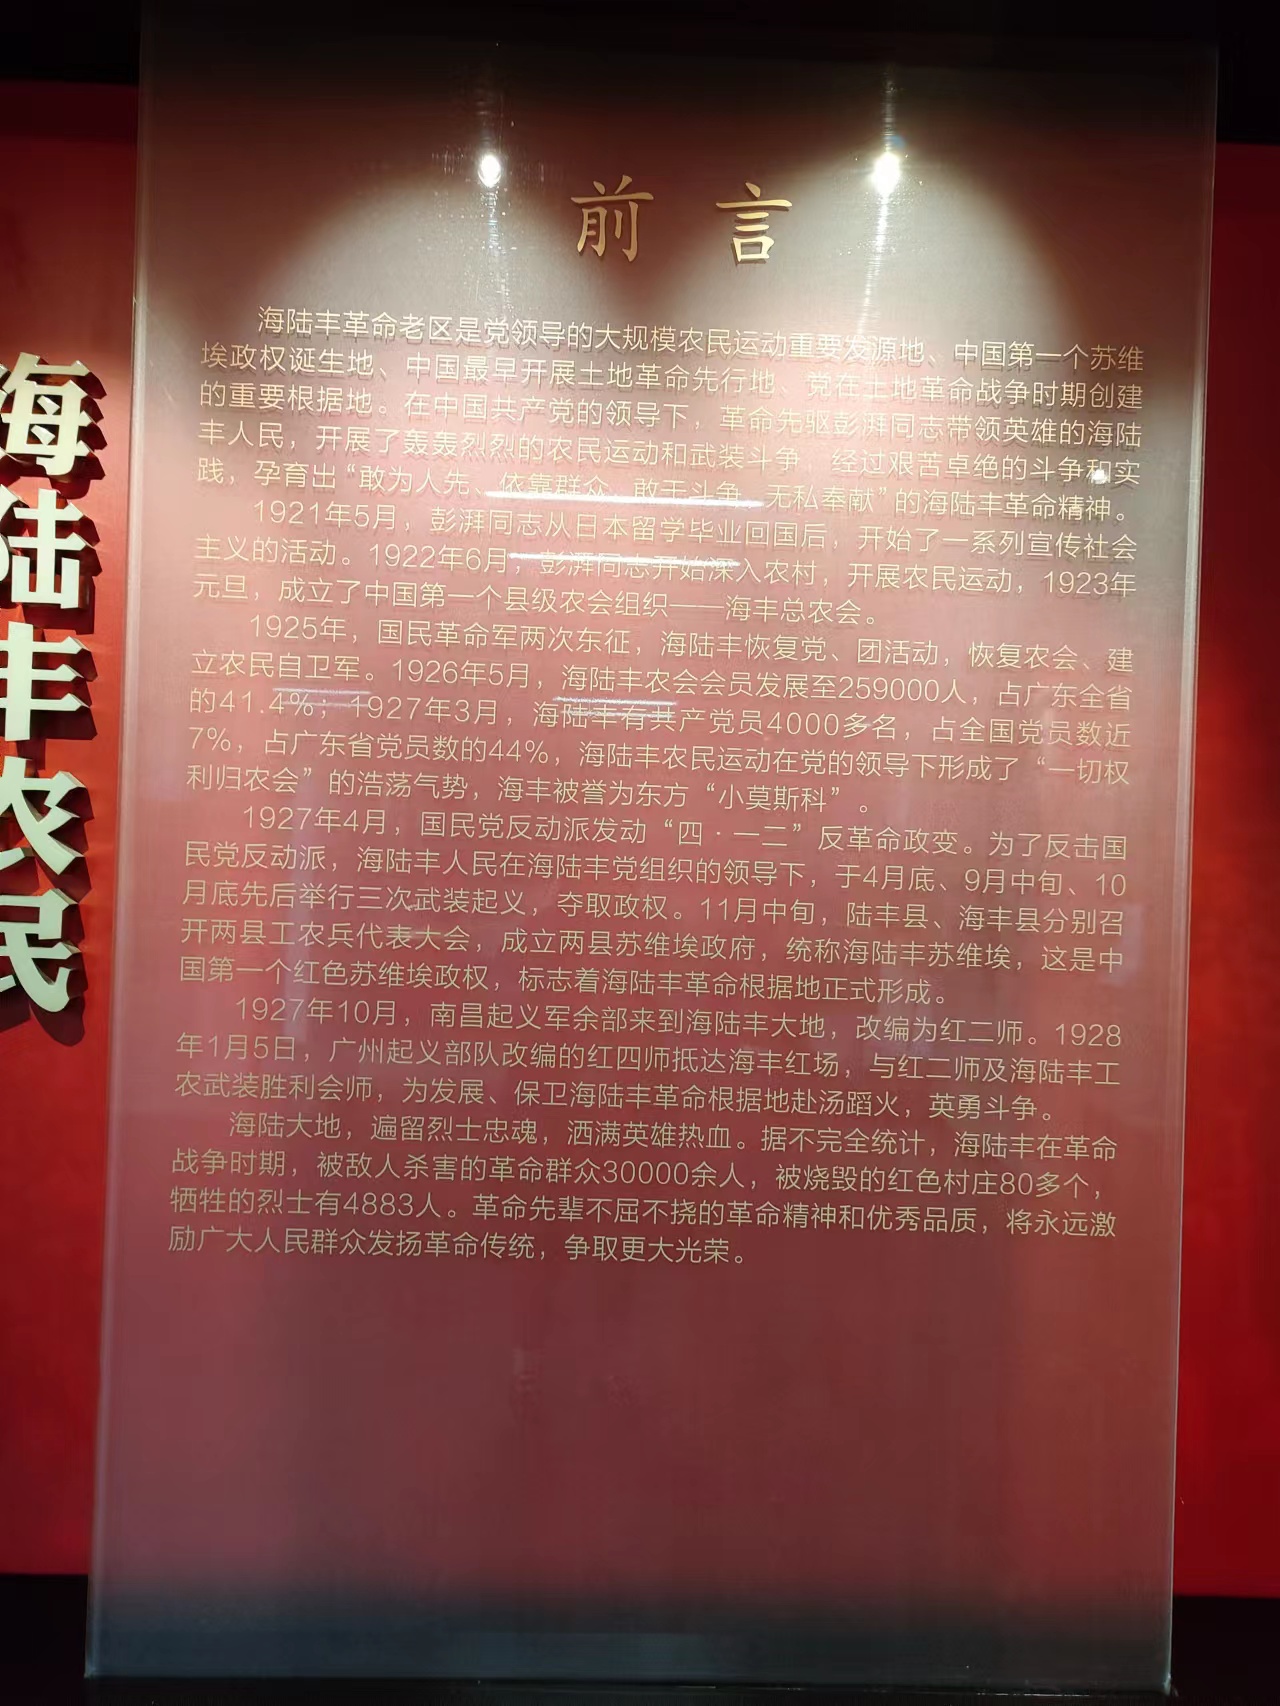 前言
海陆丰革命老区是党领导的大规模农民运动重要发源地、中国第一个苏维
埃政权诞生地、中国最早开展土地革命先行地、党在土地革命战争时期创建
的重要根据地。在中国共产党的领导下，革命先驱彭湃同志带领英雄的海陆
丰人民，开展了轰轰烈烈的农民运动和武装斗争，经过艰苦卓绝的斗争和实
践，孕育出“敢为人先、依靠群众、敢于斗争、无私奉献”的海陆丰革命精神。
1921年5月，彭湃同志从日本留学毕业回国后，开始了一系列宣传社会
主义的活动。1922年6月，彭湃同志开始深入农村，开展农民运动，1923年
元旦，成立了中国第一个县级农会组织——海丰总农会。
1925年，国民革命军两次东征，海陆丰恢复党、团活动，恢复农会、建
立农民自卫军。1926年5月，海陆丰农会会员发展至259000人，占广东全省
的41.4%；1927年3月，海陆丰有共产党员4000多名，占全国党员数近
7%，占广东省党员数的44%，海陆丰农民运动在党的领导下形成了“一切权
利归农会”的浩荡气势，海丰被誉为东方“小莫斯科”。
1927年4月，国民党反动派发动“四·一二”反革命政变。为了反击国
民党反动派，海陆丰人民在海陆丰党组织的领导下，于4月底、9月中旬、10
月底先后举行三次武装起义，夺取政权。11月中旬，陆丰县、海丰县分别召
开两县工农兵代表大会，成立两县苏维埃政府，统称海陆丰苏维埃，这是中
国第一个红色苏维埃政权，标志着海陆丰革命根据地正式形成。
1927年10月，南昌起义军余部来到海陆丰大地，改编为红二师。1928
年1月5日，广州起义部队改编的红四师抵达海丰红场，与红二师及海陆丰工
农武装胜利会师，为发展、保卫海陆丰革命根据地赴汤蹈火，英勇斗争。
海陆大地，遍留烈士忠魂，洒满英雄热血。据不完全统计，海陆丰在革命
战争时期，被敌人杀害的革命群众30000余人，被烧毁的红色村庄80多个，
牺牲的烈士有4883人。革命先辈不屈不挠的革命精神和优秀品质，将永远激
励广大人民群众发扬革命传统，争取更大光荣。
海陆丰农民